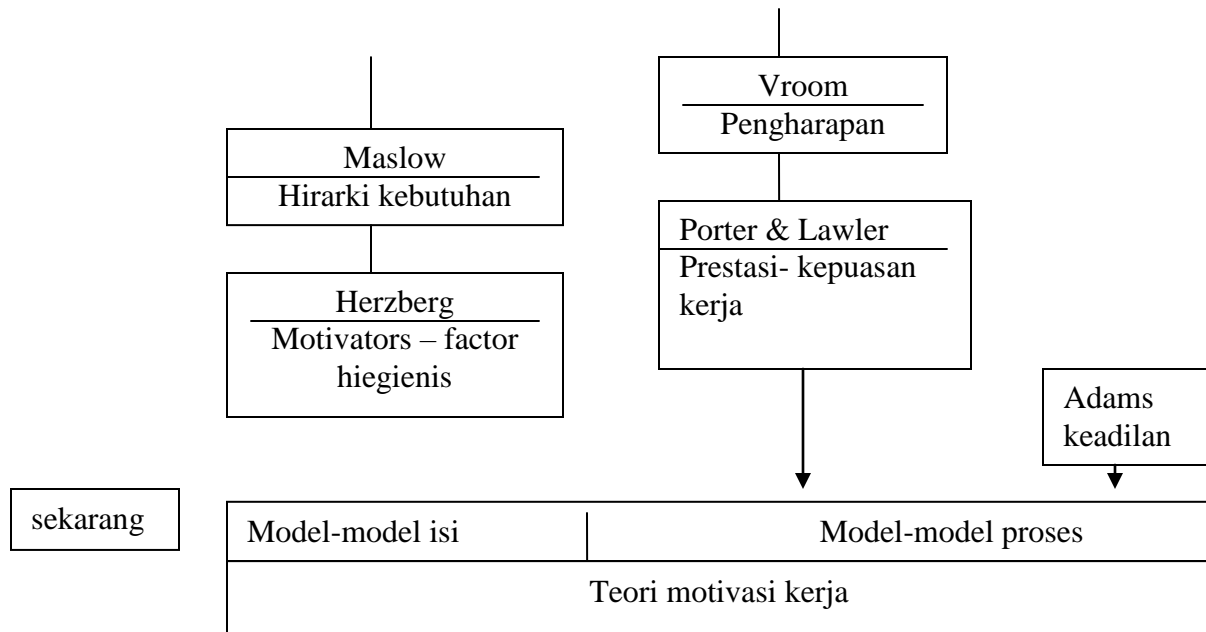 Vroom
Pengharapan
Maslow
Hirarki kebutuhan
Porter & Lawler
Prestasi- kepuasan
kerja
Herzberg
Motivators – factor
hiegienis
Adams
keadilan
sekarang
Model-model isi
Model-model proses
Teori motivasi kerja